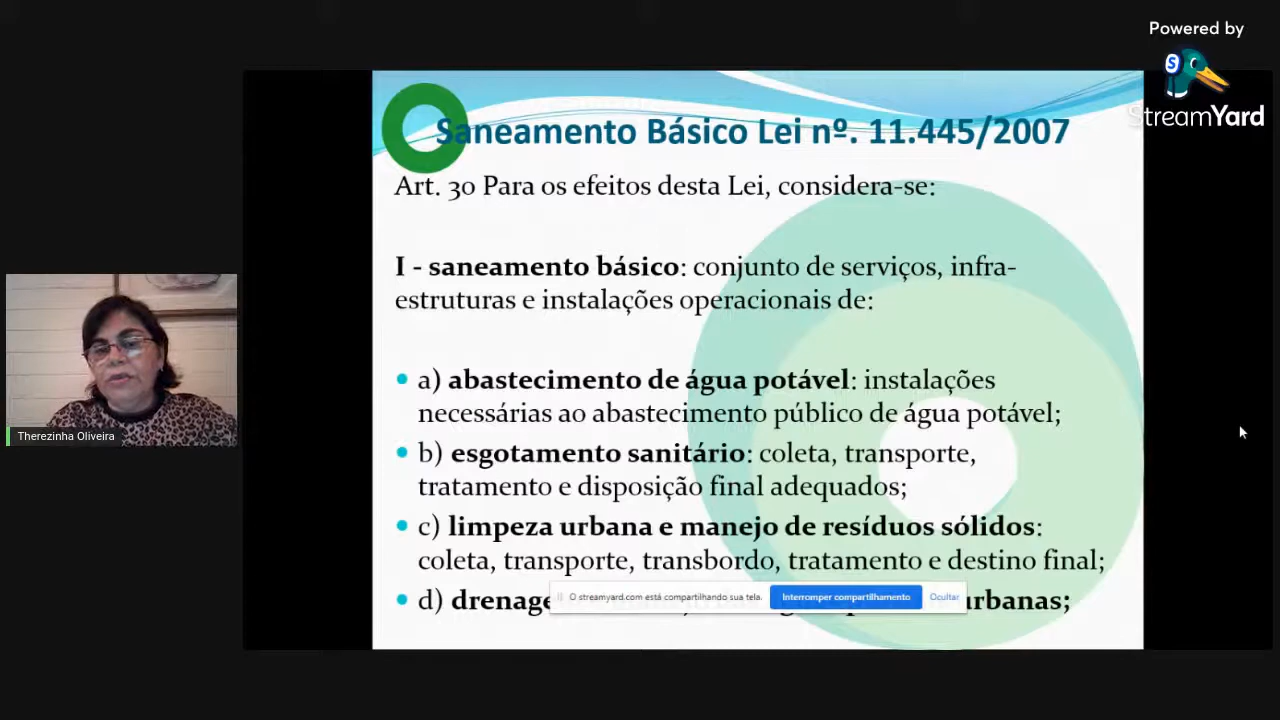 Powered by
StreamYard
Saneamento Básico Lei nº. 11.445/2007
Art. 3o Para os efeitos desta Lei, considera-se:
I - saneamento básico: conjunto de serviços, infra-
estruturas e instalações operacionais de:
a) abastecimento de água potável: instalações
necessárias ao abastecimento público de água potável;
b) esgotamento sanitário: coleta, transporte,
tratamento e disposição final adequados;
c) limpeza urbana e manejo de resíduos sólidos:
coleta, transporte, transbordo, tratamento e destino final;
d) urbanas;
O streamyard.com está compartilhando sua tela.
Interromper compartilhamento
Ocultar
Therezinha Oliveira